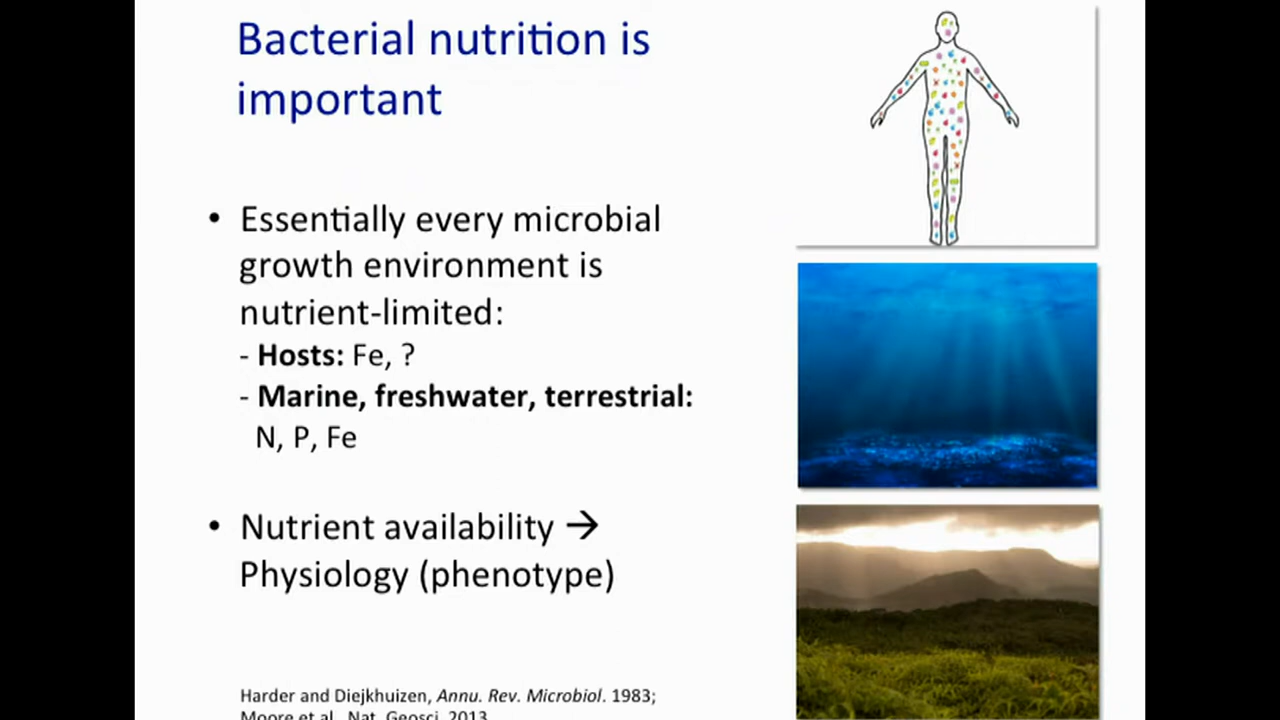 Bacterial nutrition is
important
• Essentially every microbial
growth environment is
nutrient-limited:
- Hosts: Fe, ?
- Marine, freshwater, terrestrial:
N, P, Fe
• Nutrient availability →
Physiology (phenotype)
Harder and Diejkhuizen, Annu. Rev. Microbiol. 1983;
Moore et al., Nat. Geosci. 2013